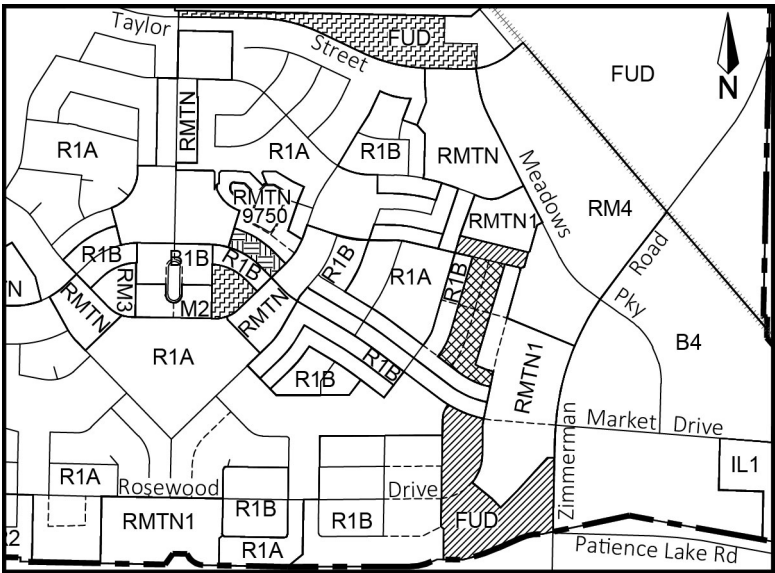 Taylor
Street
FUD
FUD
N
RMTN
R1A
R1A
R1B
RMTN
RMTN
9750
RMTN1
Meadows
RM4
R1B
B1B
R1B
R1B
R1A
R1B
Road
TN
RMTN
RM3
M2
RMTN
Pky
B4
R1A
R1B
R1B
RMTN1
Market Drive
Zimmerman
IL1
R1A
Rosewood
Drive
R1B
R1B
RMTN1
FUD
R2
R1A
Patience Lake Rd